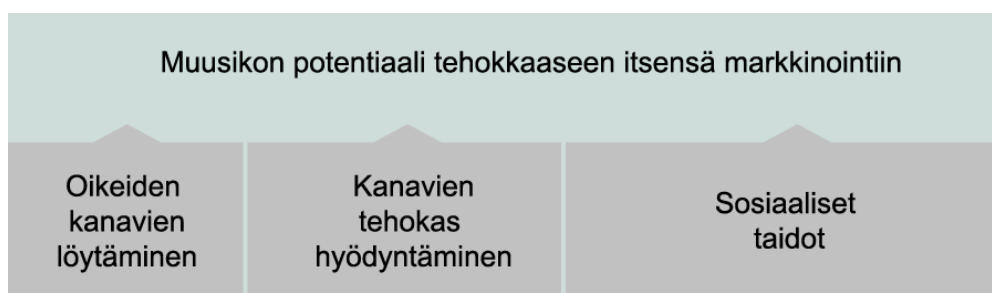 Muusikon potentiaali tehokkaaseen itsensä markkinointiin
Oikeiden
kanavien
löytäminen
Kanavien
tehokas
hyödyntäminen
Sosiaaliset
taidot